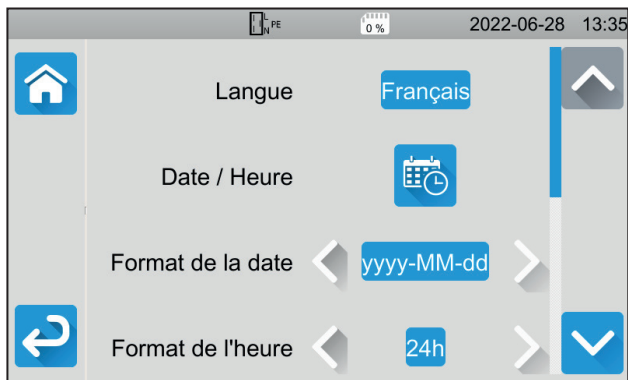 L
N PE
0 %
2022-06-28 13:35
Langue Français
Date / Heure
Format de la date yyyy-MM-dd
Format de l'heure 24h